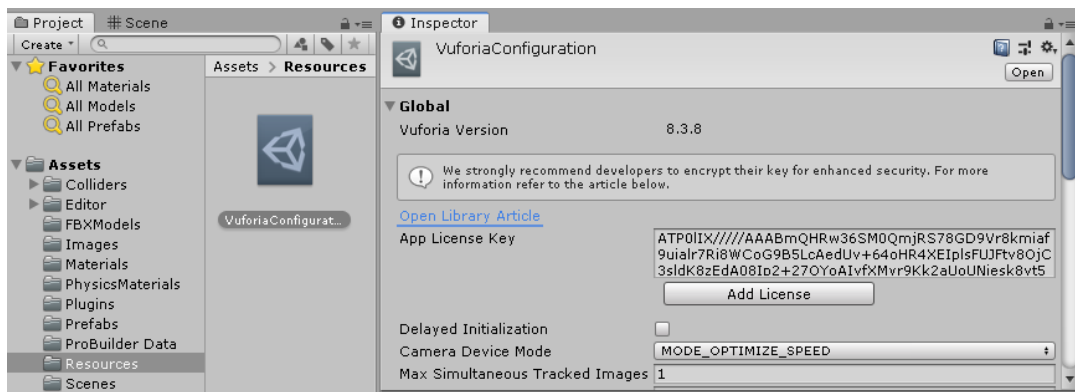 Project
# Scene
Inspector
Create
VuforiaConfiguration
Open
Favorites
Assets > Resources
All Materials
All Models
All Prefabs
Global
Vuforia Version 8.3.8
We strongly recommend developers to encrypt their key for enhanced security. For more
information refer to the article below.
Assets
Colliders
Editor
FBXModels
Images
Materials
PhysicsMaterials
Plugins
Prefabs
ProBuilder Data
Resources
Scenes
VuforiaConfigurat...
Open Library Article
App License Key
ATP0lIX/////AAABmQHRw36SM0QmjRS78GD9Vr8kmiaf
9uialr7Ri8WCoG9B5LcAedUv+64oHR4XEIplsFUJFtv8OjC
3sldK8zEdA08Ip2+27OYoAIvfXMvr9Kk2aUoUNiesk8vt5
Add License
Delayed Initialization
Camera Device Mode MODE_OPTIMIZE_SPEED
Max Simultaneous Tracked Images 1